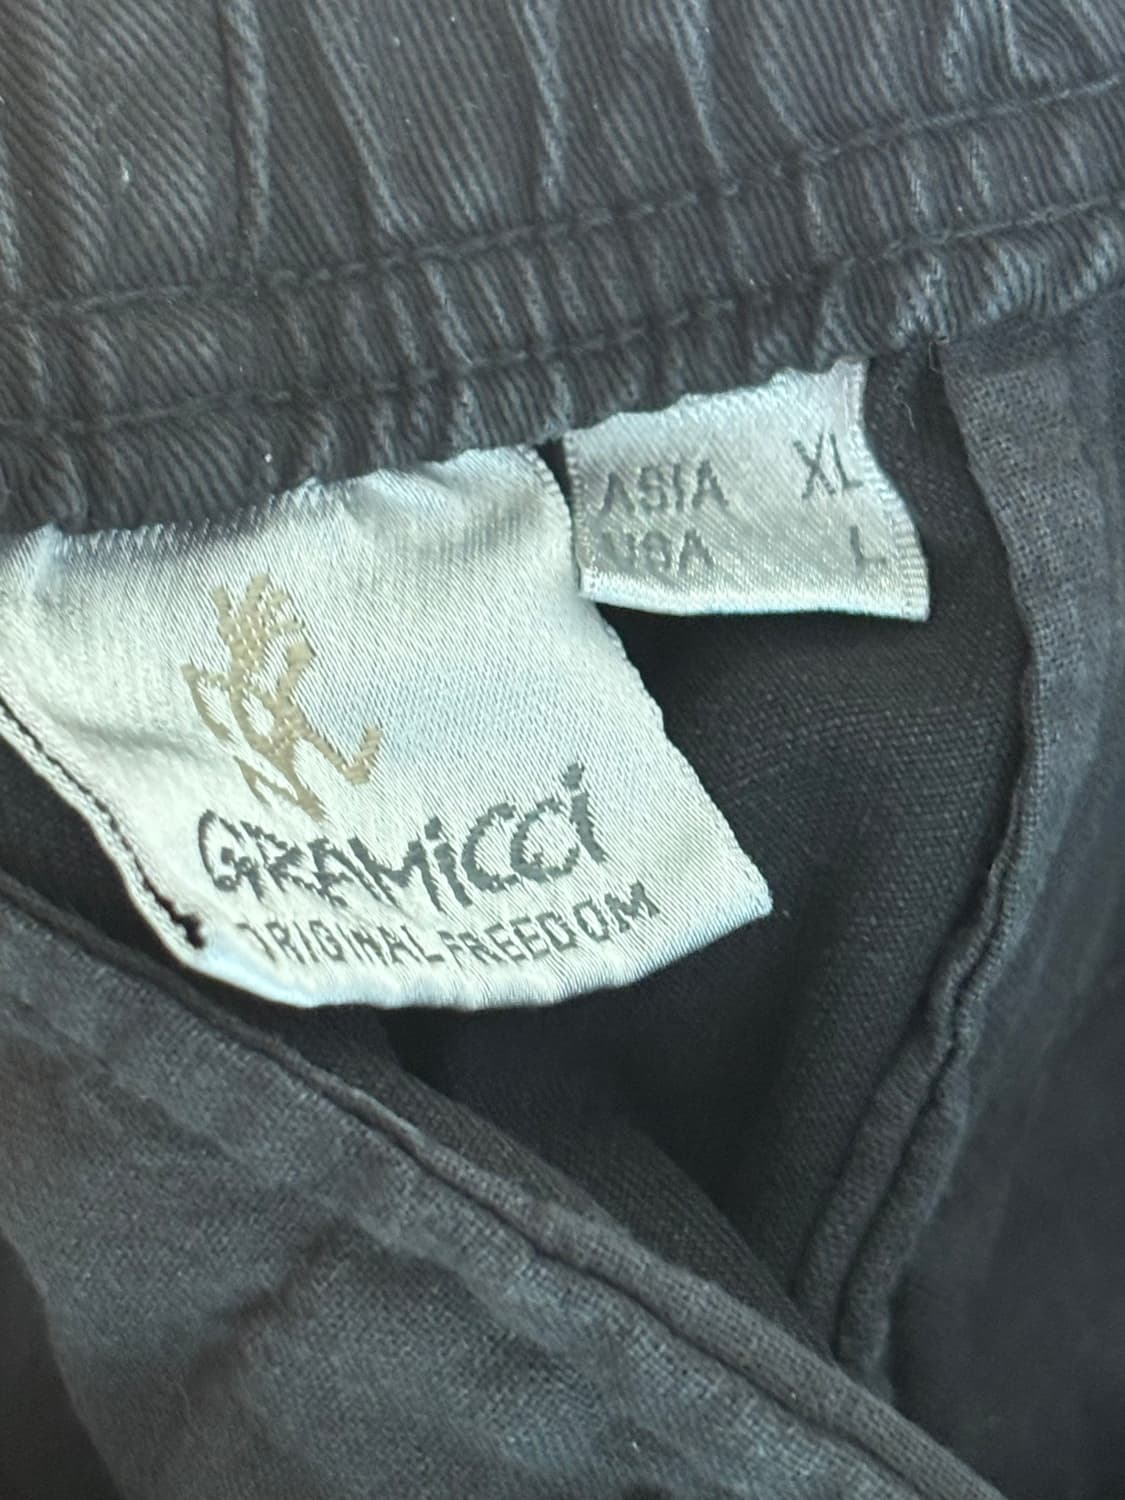 ASIA XL
USA L
GRAMiCCi
ORIGINAL FREEDOM